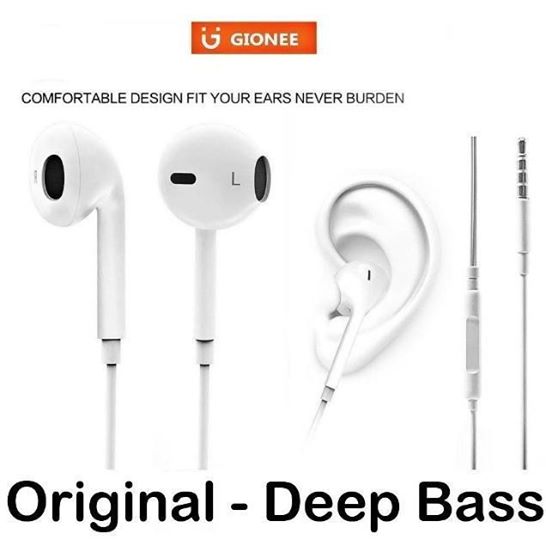 GIONEE
COMFORTABLE DESIGN FIT YOUR EARS NEVER BURDEN
L
Original - Deep Bass